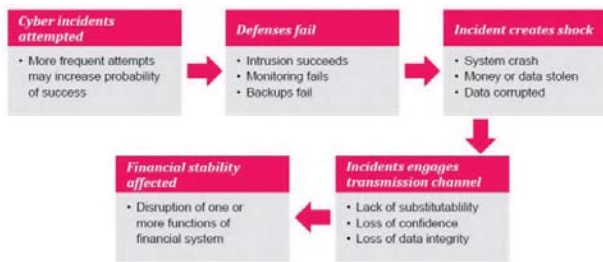 Cyber incidents
attempted
• More frequent attempts
may increase probability
of success
Defenses fail
• Intrusion succeeds
• Monitoring fails
• Backups fail
Incident creates shock
• System crash
• Money or data stolen
• Data corrupted
Incidents engages
transmission channel
• Lack of substitutablility
• Loss of confidence
• Loss of data integrity
Financial stability
affected
• Disruption of one or
more functions of
financial system